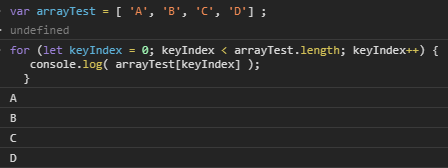 var arrayTest = [ 'A', 'B', 'C', 'D'] ;
undefined
for (let keyIndex = 0; keyIndex < arrayTest.length; keyIndex++) {
console.log( arrayTest[keyIndex] );
}
A
B
C
D